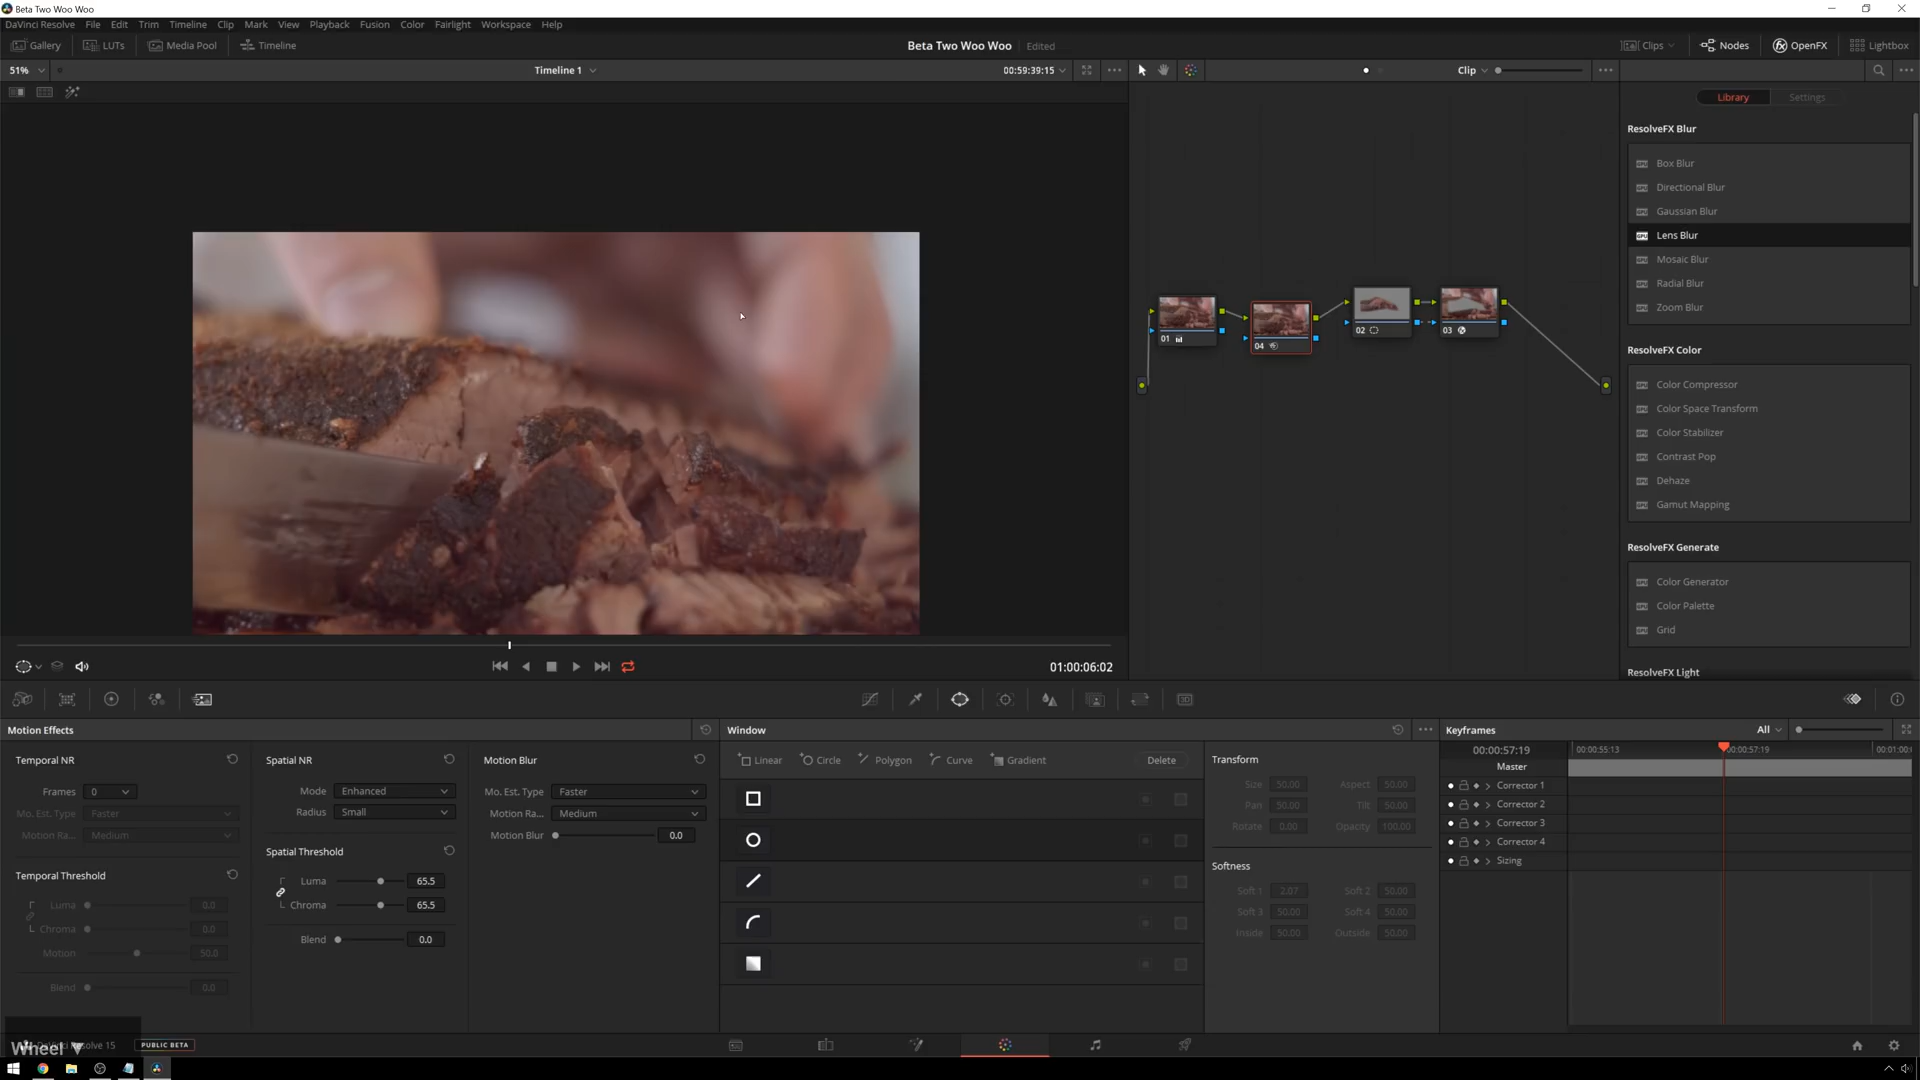 Beta Two Woo Woo
DaVinci Resolve File Edit Trim Timeline Clip Mark View Playback Fusion Color Fairlight Workspace Help
Gallery LUTs Media Pool Timeline Beta Two Woo Woo Edited Clips Nodes OpenFX Lightbox
51% Timeline 1 00:59:39:15 Clip
Library Settings
ResolveFX Blur
Box Blur
Directional Blur
Gaussian Blur
Lens Blur
Mosaic Blur
Radial Blur
Zoom Blur
01 04 02 03
ResolveFX Color
Color Compressor
Color Space Transform
Color Stabilizer
Contrast Pop
Dehaze
Gamut Mapping
ResolveFX Generate
Color Generator
Color Palette
Grid
ResolveFX Light
01:00:06:02
Motion Effects
Temporal NR
Frames 0
Mo. Est. Type Faster
Motion Ra... Medium
Temporal Threshold
Luma 0.0
Chroma 0.0
Motion 50.0
Blend 0.0
Spatial NR
Mode Enhanced
Radius Small
Spatial Threshold
Luma 65.5
Chroma 65.5
Blend 0.0
Motion Blur
Mo. Est. Type Faster
Motion Ra... Medium
Motion Blur 0.0
Window
Linear Circle Polygon Curve Gradient Delete
Transform
Size 50.00 Aspect 50.00
Pan 50.00 Tilt 50.00
Rotate 0.00 Opacity 100.00
Softness
Soft 1 2.07 Soft 2 50.00
Soft 3 50.00 Soft 4 50.00
Inside 50.00 Outside 50.00
Keyframes All
00:00:57:19 00:00:55:13 00:00:57:19 00:01:00:0
Master
Corrector 1
Corrector 2
Corrector 3
Corrector 4
Sizing
Wheel
DaVinci Resolve 15 PUBLIC BETA